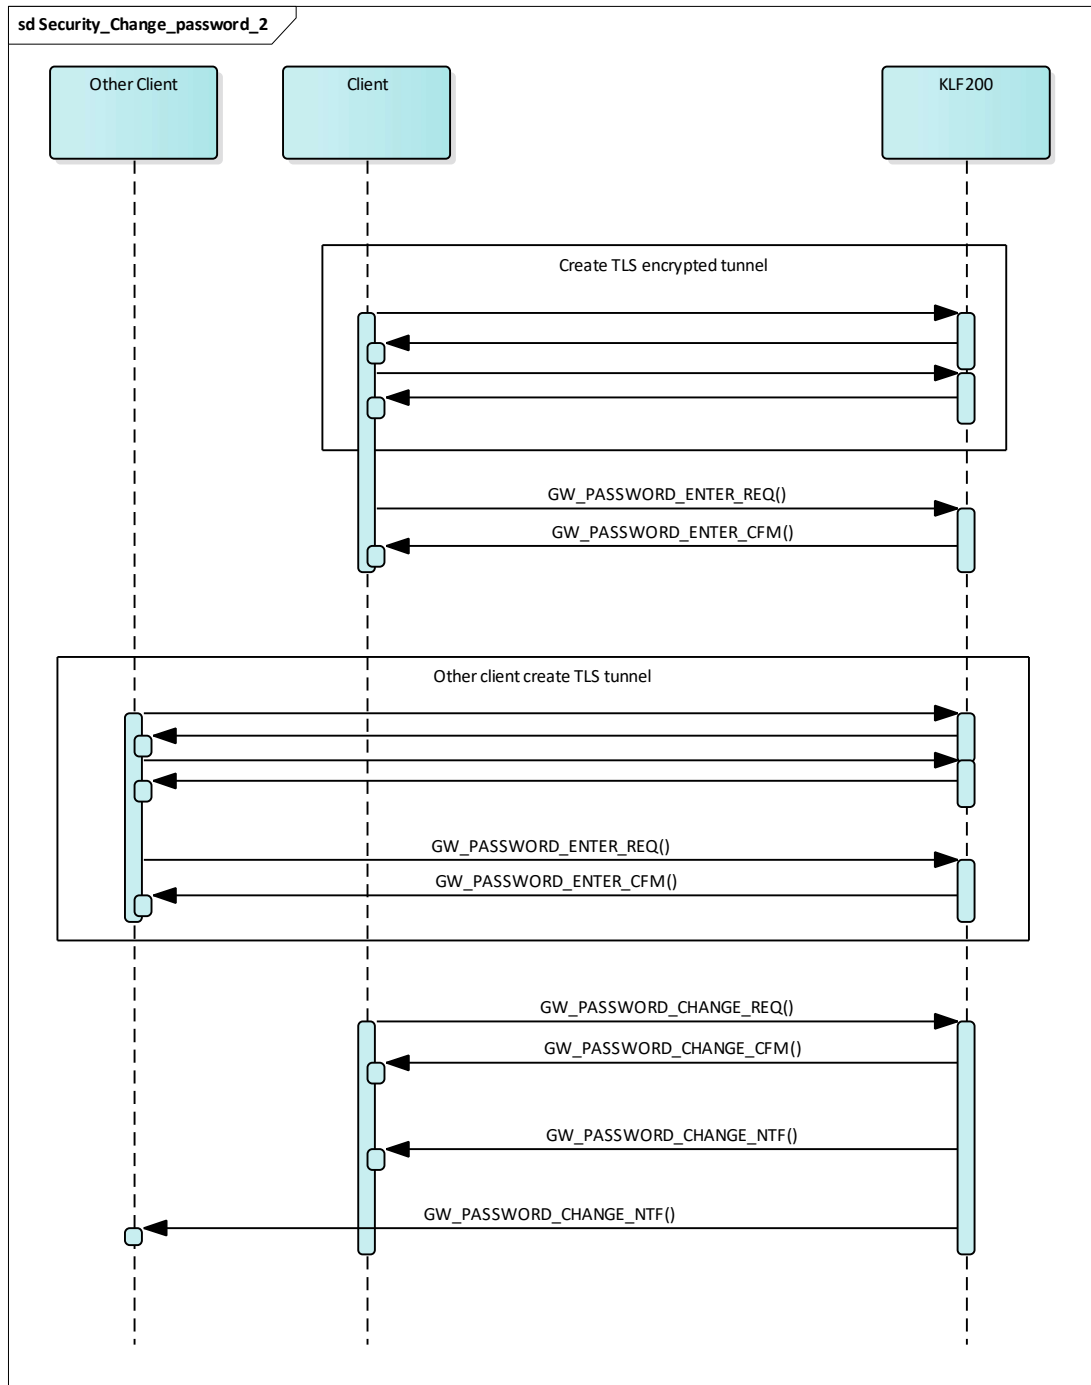 sd Security_Change_password_2
Other Client
Client
KLF200
Create TLS encrypted tunnel
GW_PASSWORD_ENTER_REQ()
GW_PASSWORD_ENTER_CFM()
Other client create TLS tunnel
GW_PASSWORD_ENTER_REQ()
GW_PASSWORD_ENTER_CFM()
GW_PASSWORD_CHANGE_REQ()
GW_PASSWORD_CHANGE_CFM()
GW_PASSWORD_CHANGE_NTF()
GW_PASSWORD_CHANGE_NTF()